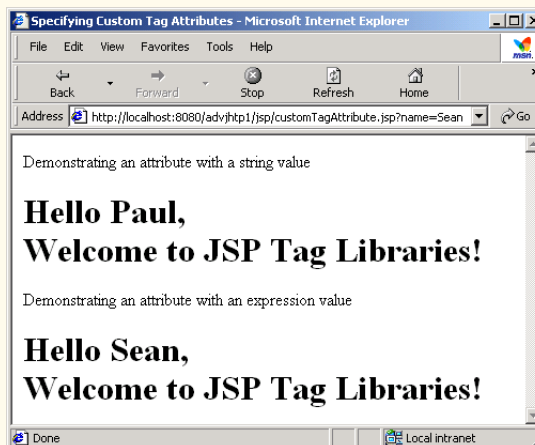 Specifying Custom Tag Attributes - Microsoft Internet Explorer
File Edit View Favorites Tools Help
msn
Back Forward Stop Refresh Home
Address http://localhost:8080/advjhtp1/jsp/customTagAttribute.jsp?name=Sean Go
Demonstrating an attribute with a string value
Hello Paul,
Welcome to JSP Tag Libraries!
Demonstrating an attribute with an expression value
Hello Sean,
Welcome to JSP Tag Libraries!
Done Local intranet